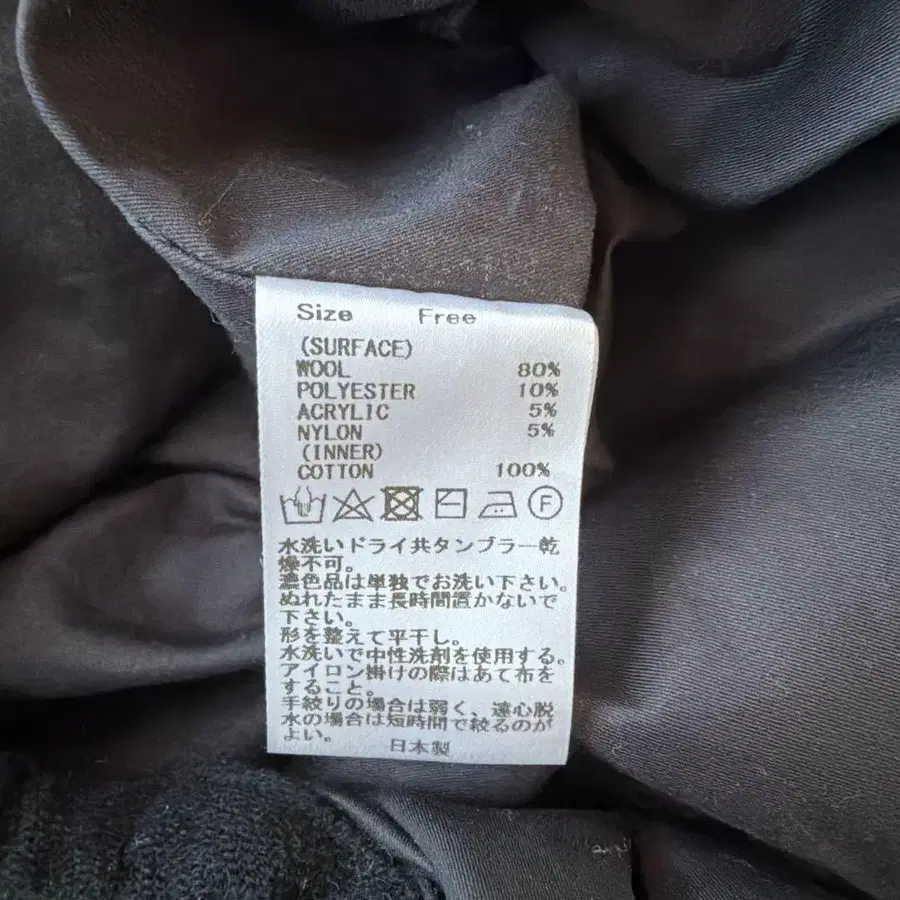 Size Free
(SURFACE)
WOOL 80%
POLYESTER 10%
ACRYLIC 5%
NYLON 5%
(INNER)
COTTON 100%
F
水洗いドライ共タンブラー乾
燥不可。
濃色品は単独でお洗い下さい。
ぬれたまま長時間置かないで
下さい。
形を整えて平干し。
水洗いで中性洗剤を使用する。
アイロン掛けの際はあて布を
すること。
手絞りの場合は弱く、遠心脱
水の場合は短時間で絞るのが
よい。
日本製